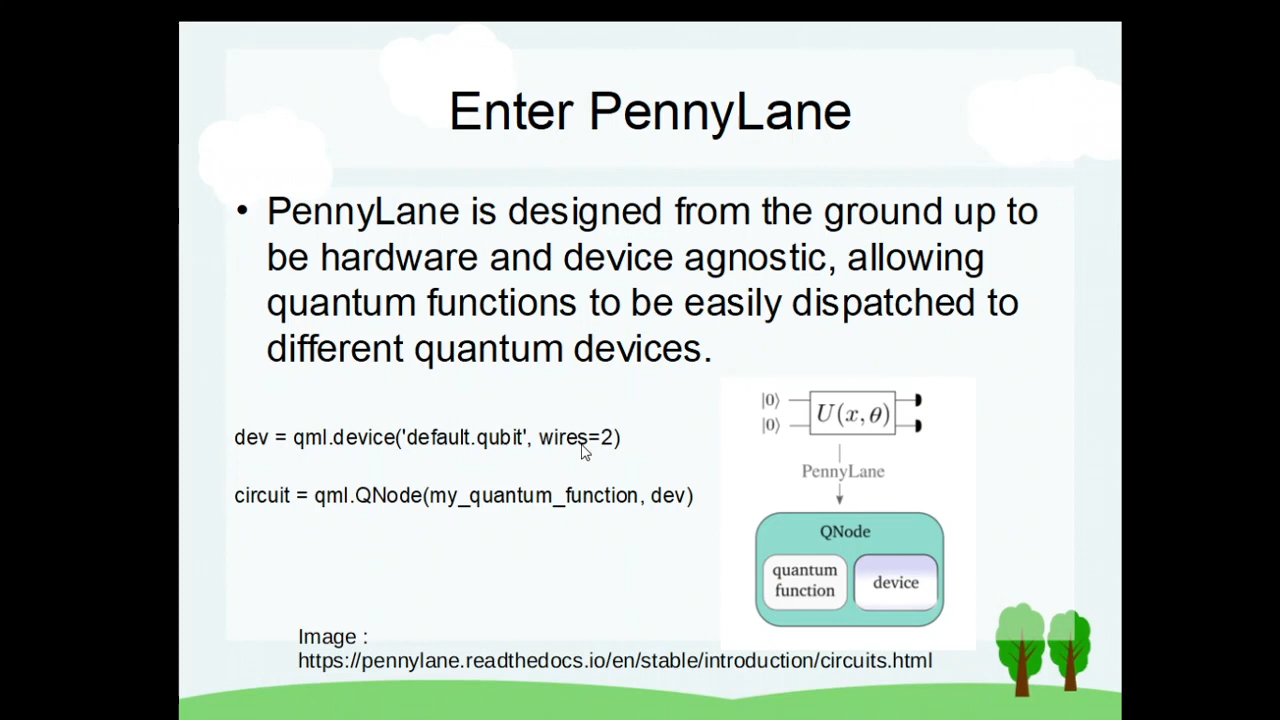 Enter PennyLane
• PennyLane is designed from the ground up to
be hardware and device agnostic, allowing
quantum functions to be easily dispatched to
different quantum devices.
dev = qml.device('default.qubit', wires=2)
circuit = qml.QNode(my_quantum_function, dev)
|0⟩
|0⟩
U(x,θ)
PennyLane
QNode
quantum
function
device
Image :
https://pennylane.readthedocs.io/en/stable/introduction/circuits.html